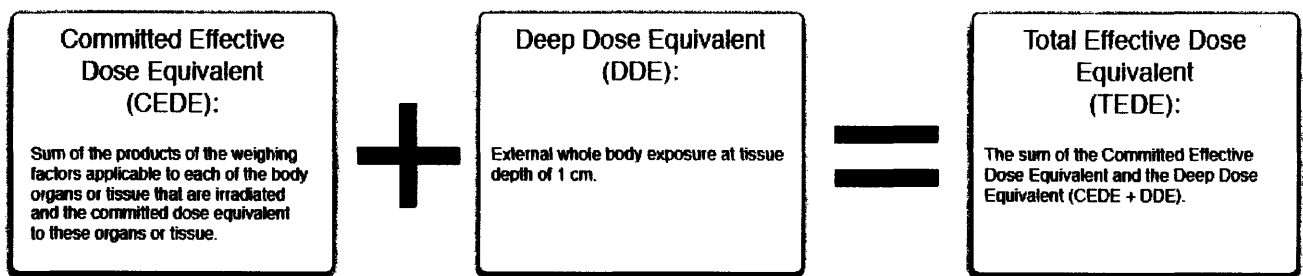 Committed Effective
Dose Equivalent
(CEDE):
Sum of the products of the weighing
factors applicable to each of the body
organs or tissue that are irradiated
and the committed dose equivalent
to these organs or tissue.
Deep Dose Equivalent
(DDE):
External whole body exposure at tissue
depth of 1 cm.
Total Effective Dose
Equivalent
(TEDE):
The sum of the Committed Effective
Dose Equivalent and the Deep Dose
Equivalent (CEDE + DDE).